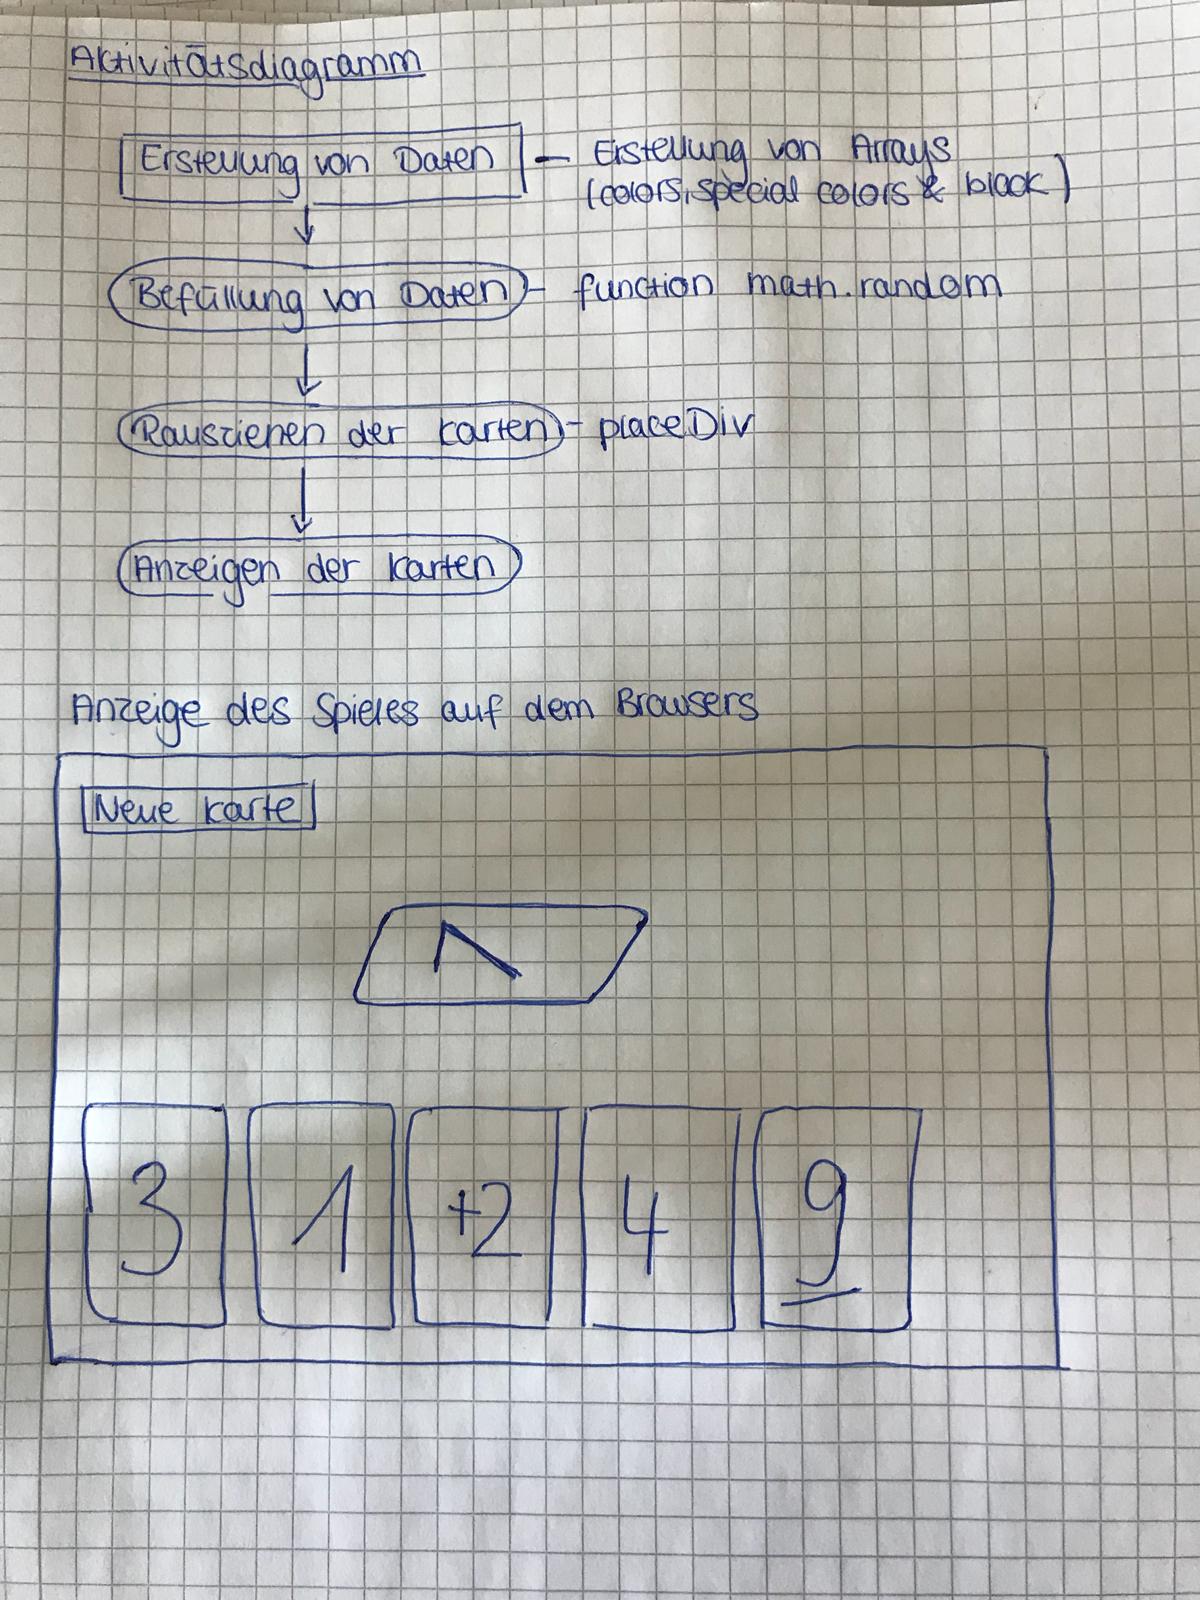 Aktivitätsdiagramm
Erstellung von Daten – Erstellung von Arrays
(colors, special colors & black)
Befüllung von Daten – function math.random
Rausziehen der Karten – placeDiv
Anzeigen der Karten
Anzeige des Spieles auf dem Browsers
Neue Karte
1
3 1 +2 4 9